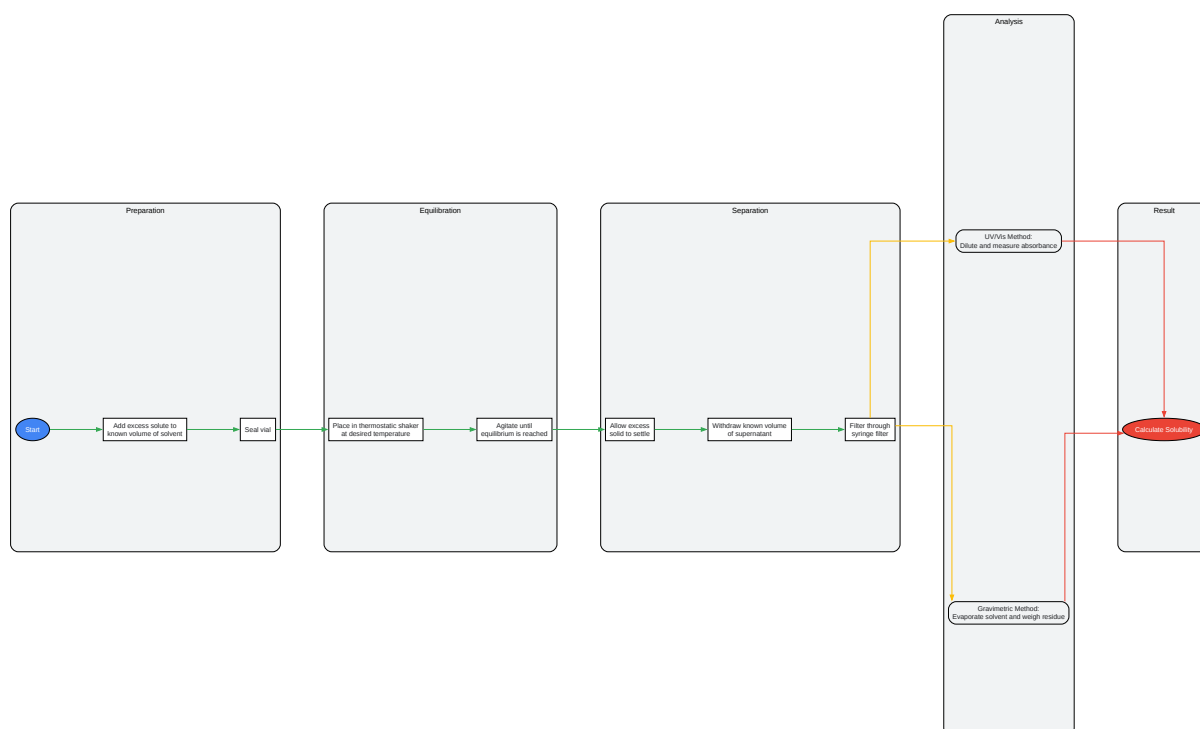 Preparation
Start
Add excess solute to
known volume of solvent
Seal vial
Equilibration
Place in thermostatic shaker
at desired temperature
Agitate until
equilibrium is reached
Separation
Allow excess
solid to settle
Withdraw known volume
of supernatant
Filter through
syringe filter
Analysis
UV/Vis Method:
Dilute and measure absorbance
Gravimetric Method:
Evaporate solvent and weigh residue
Result
Calculate Solubility